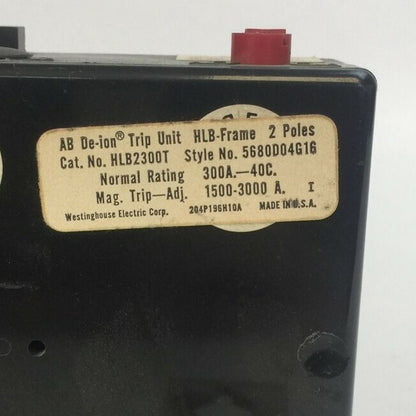 AB De-ion® Trip Unit HLB-Frame 2 Poles
Cat. No. HLB2300T Style No. 5680D04G16
Normal Rating 300A.—40C.
Mag. Trip—Adj. 1500-3000 A. I
Westinghouse Electric Corp. 204P196H10A MADE IN U.S.A.